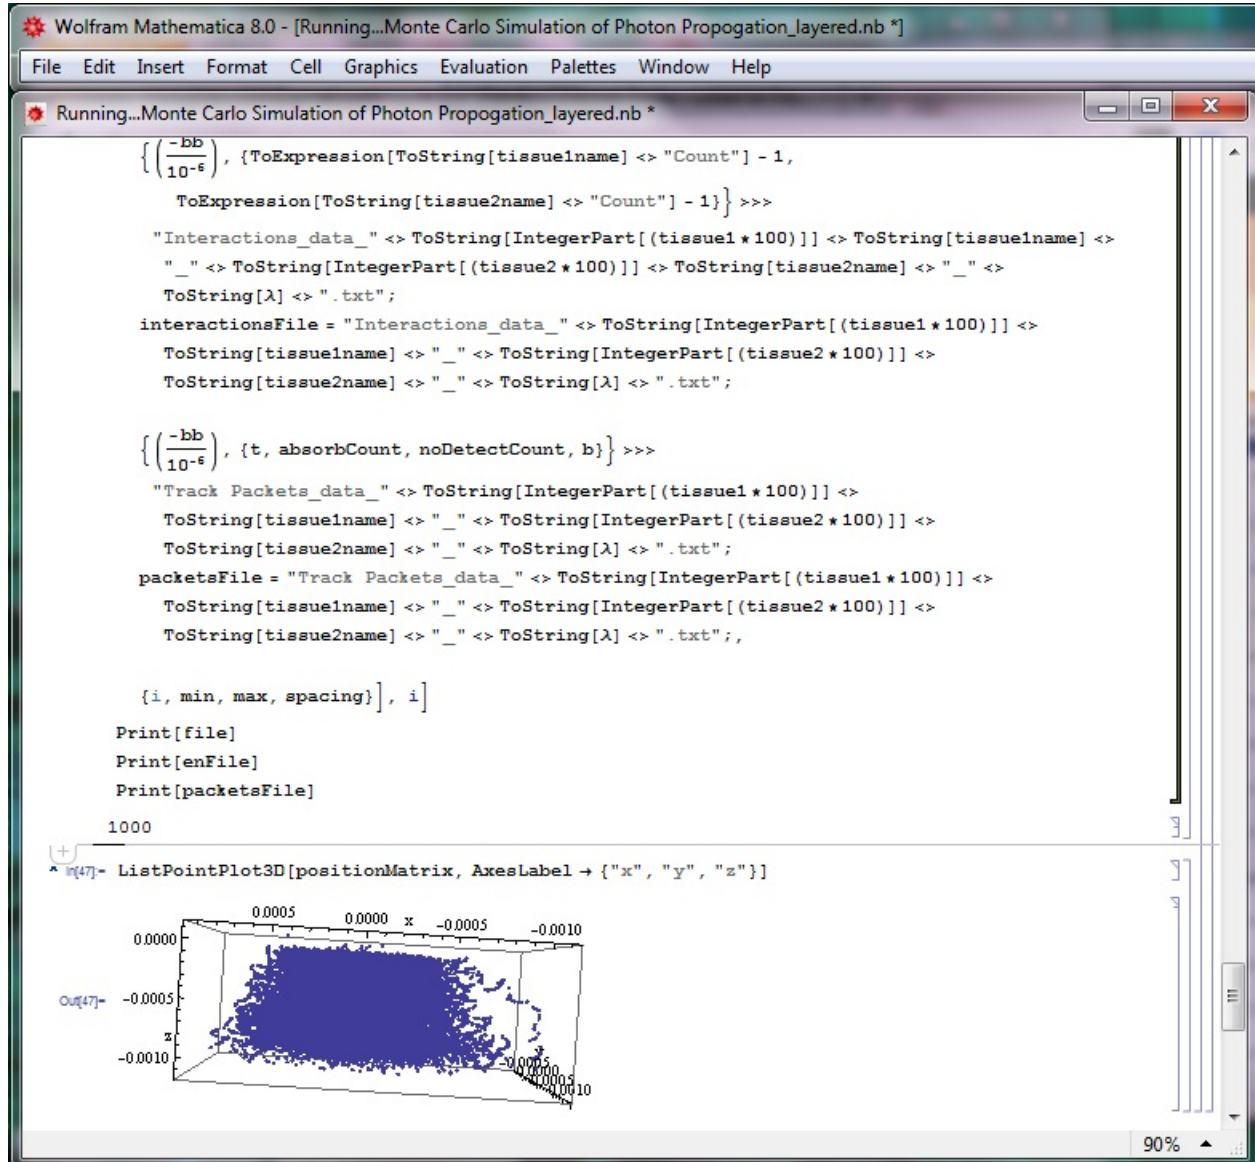 Wolfram Mathematica 8.0 - [Running...Monte Carlo Simulation of Photon Propogation_layered.nb *]
File Edit Insert Format Cell Graphics Evaluation Palettes Window Help
Running...Monte Carlo Simulation of Photon Propogation_layered.nb *
{(-bb/10^-6), {ToExpression[ToString[tissue1name] <> "Count"] - 1,
ToExpression[ToString[tissue2name] <> "Count"] - 1}} >>>
"Interactions_data_" <> ToString[IntegerPart[(tissue1*100)]] <> ToString[tissue1name] <>
"_" <> ToString[IntegerPart[(tissue2*100)]] <> ToString[tissue2name] <> "_" <>
ToString[λ] <> ".txt";
interactionsFile = "Interactions_data_" <> ToString[IntegerPart[(tissue1*100)]] <>
ToString[tissue1name] <> "_" <> ToString[IntegerPart[(tissue2*100)]] <>
ToString[tissue2name] <> "_" <> ToString[λ] <> ".txt";
{(-bb/10^-6), {t, absorbCount, noDetectCount, b}} >>>
"Track Packets_data_" <> ToString[IntegerPart[(tissue1*100)]] <>
ToString[tissue1name] <> "_" <> ToString[IntegerPart[(tissue2*100)]] <>
ToString[tissue2name] <> "_" <> ToString[λ] <> ".txt";
packetsFile = "Track Packets_data_" <> ToString[IntegerPart[(tissue1*100)]] <>
ToString[tissue1name] <> "_" <> ToString[IntegerPart[(tissue2*100)]] <>
ToString[tissue2name] <> "_" <> ToString[λ] <> ".txt";,
{i, min, max, spacing}], i]
Print[file]
Print[enFile]
Print[packetsFile]
1000
In[47]:= ListPointPlot3D[positionMatrix, AxesLabel → {"x", "y", "z"}]
0.0005 0.0000 x -0.0005 -0.0010
0.0000
Out[47]= -0.0005
z
-0.0010
90%